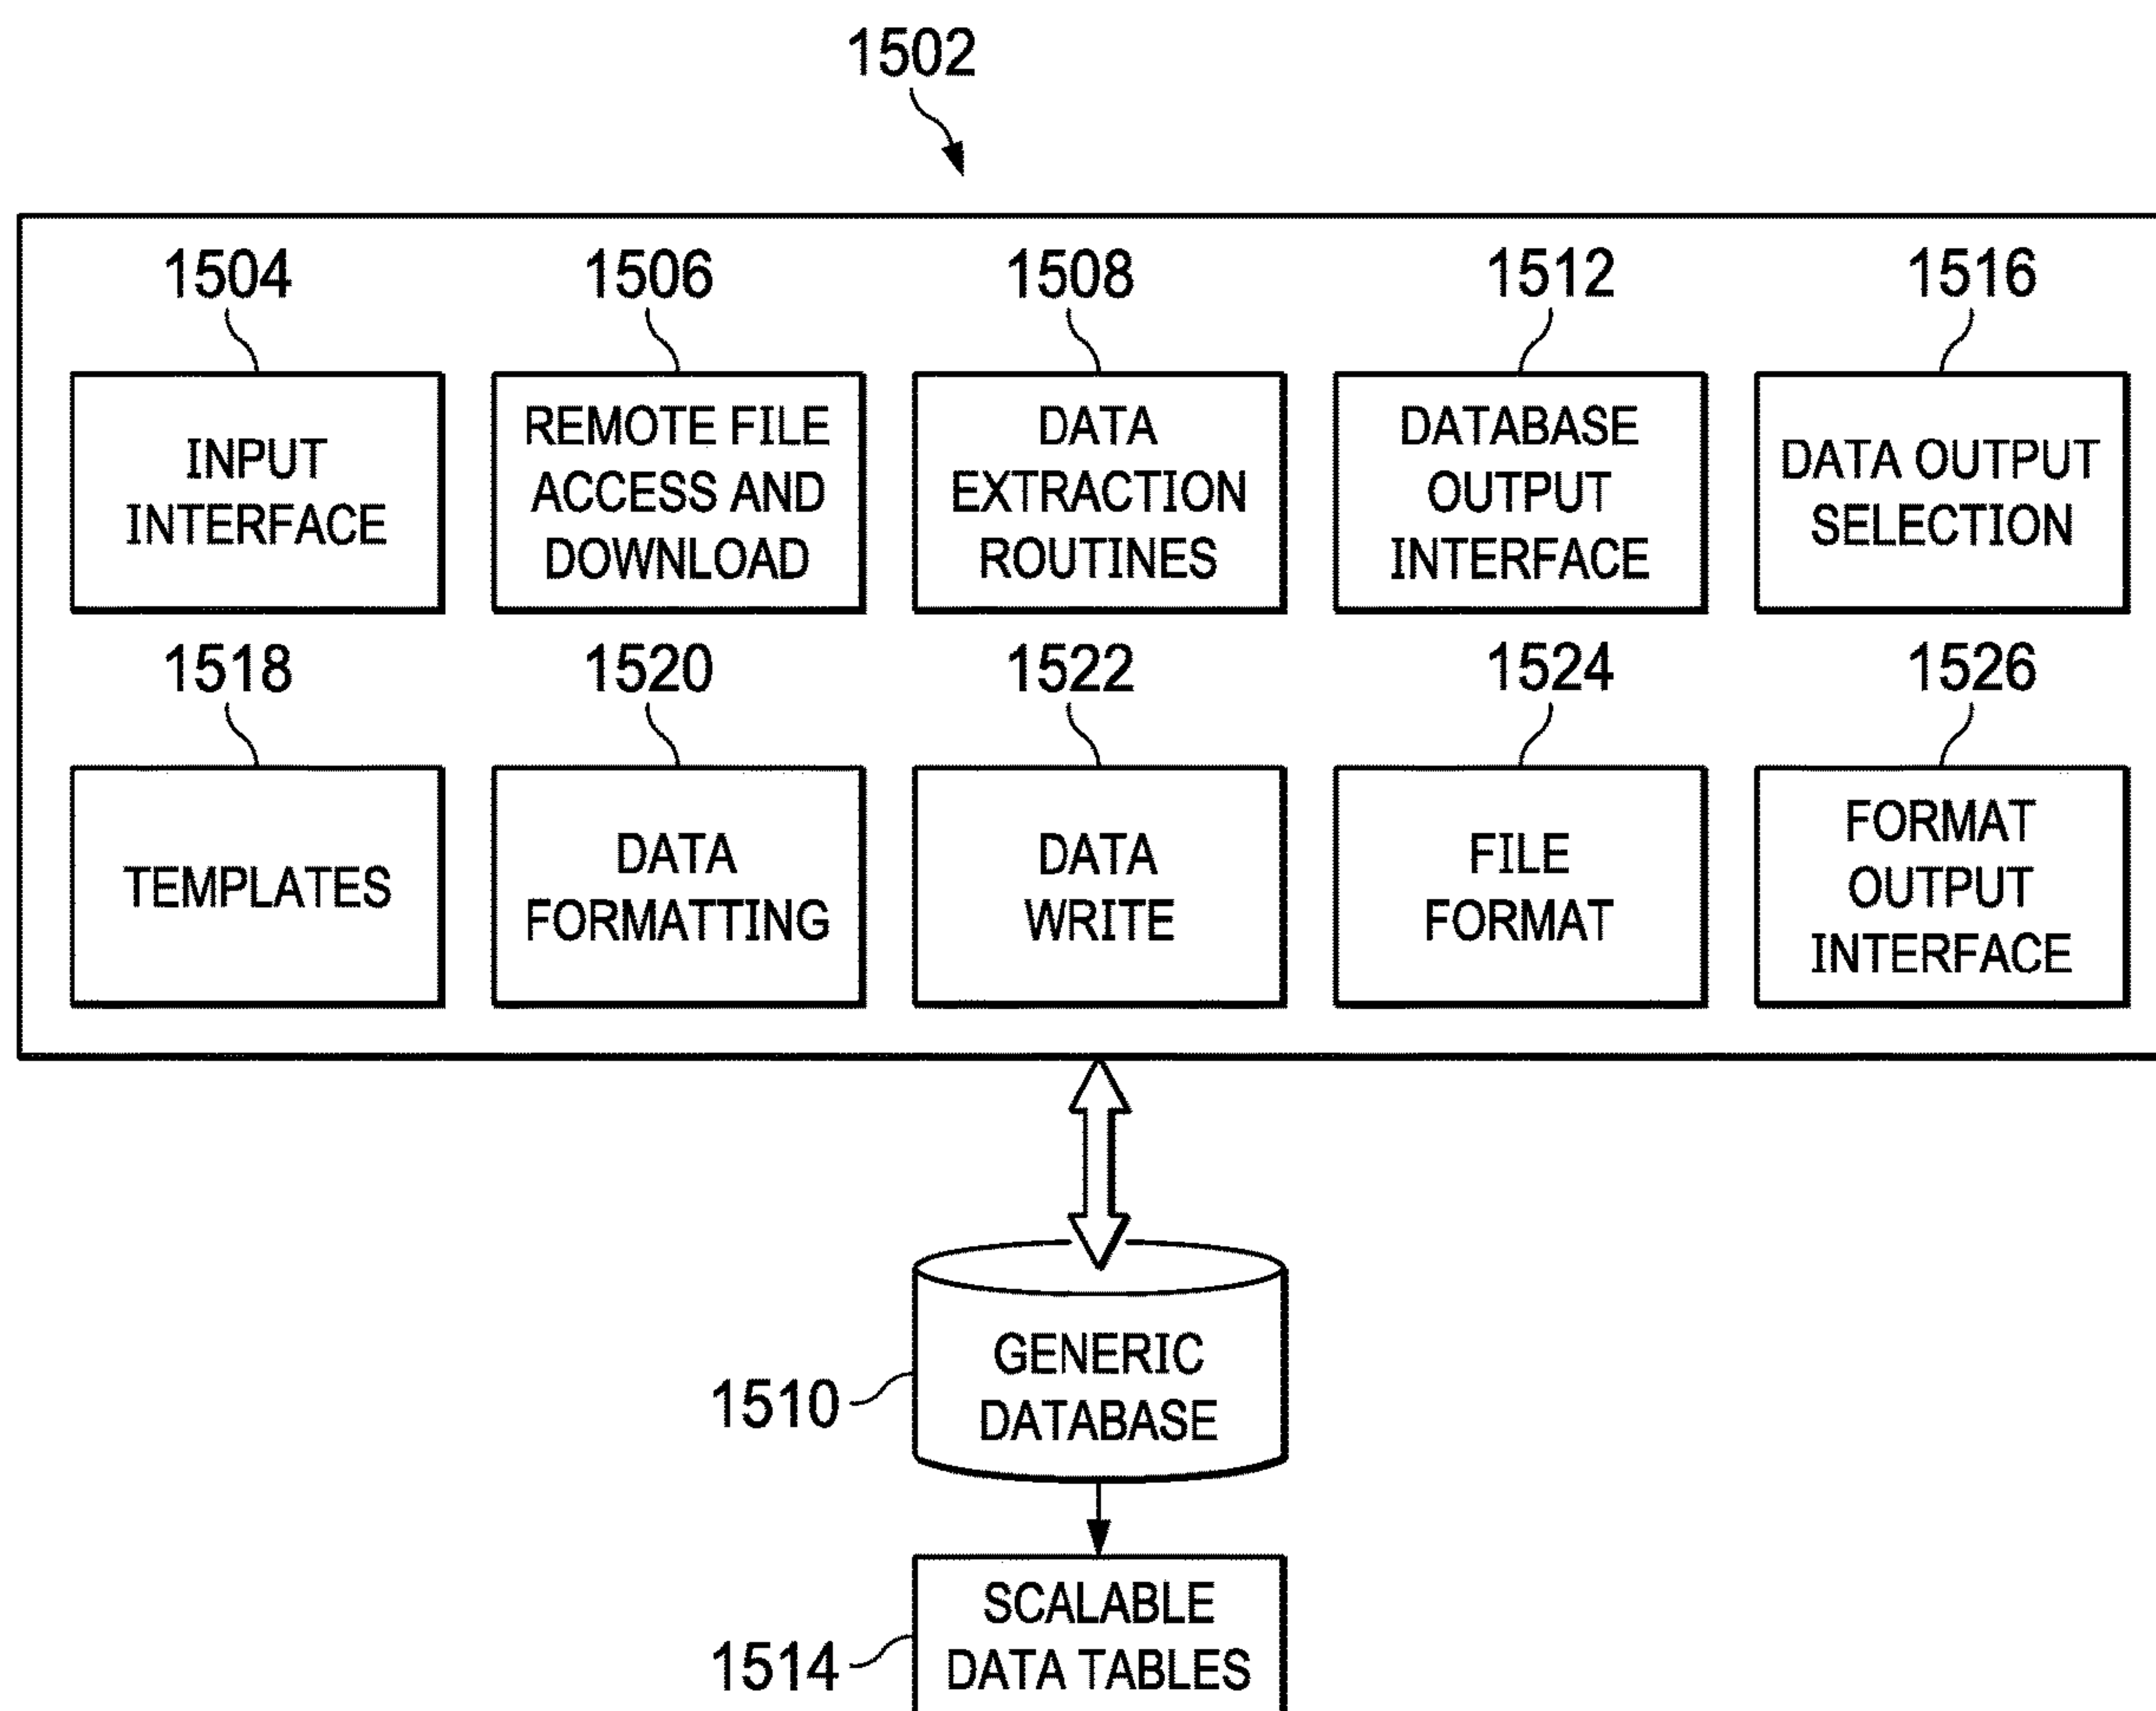 1502
1504
1506
1508
1512
1516
INPUT
INTERFACE
REMOTE FILE
ACCESS AND
DOWNLOAD
DATA
EXTRACTION
ROUTINES
DATABASE
OUTPUT
INTERFACE
DATA OUTPUT
SELECTION
1518
1520
1522
1524
1526
TEMPLATES
DATA
FORMATTING
DATA
WRITE
FILE
FORMAT
FORMAT
OUTPUT
INTERFACE
GENERIC
DATABASE
1510
SCALABLE
DATA TABLES
1514